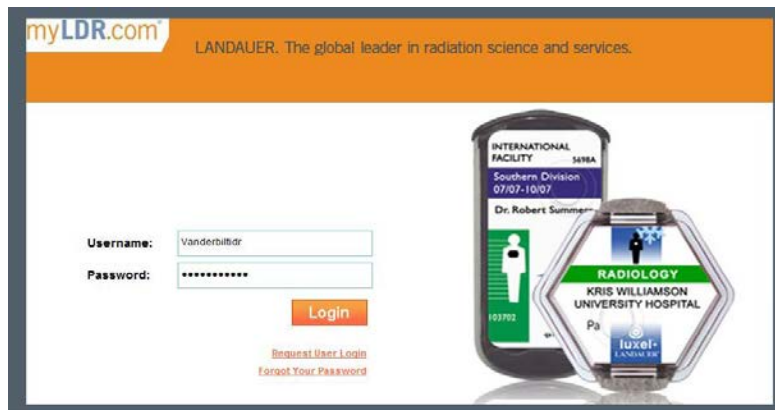 myLDR.com
LANDAUER. The global leader in radiation science and services.
INTERNATIONAL
FACILITY 5698A
Southern Division
07/07-10/07
Dr. Robert Summers
103702
RADIOLOGY
KRIS WILLIAMSON
UNIVERSITY HOSPITAL
Pa
luxel+
LANDAUER
Username: Vanderbiltldr
Password: •••••••••••
Login
Request User Login
Forgot Your Password